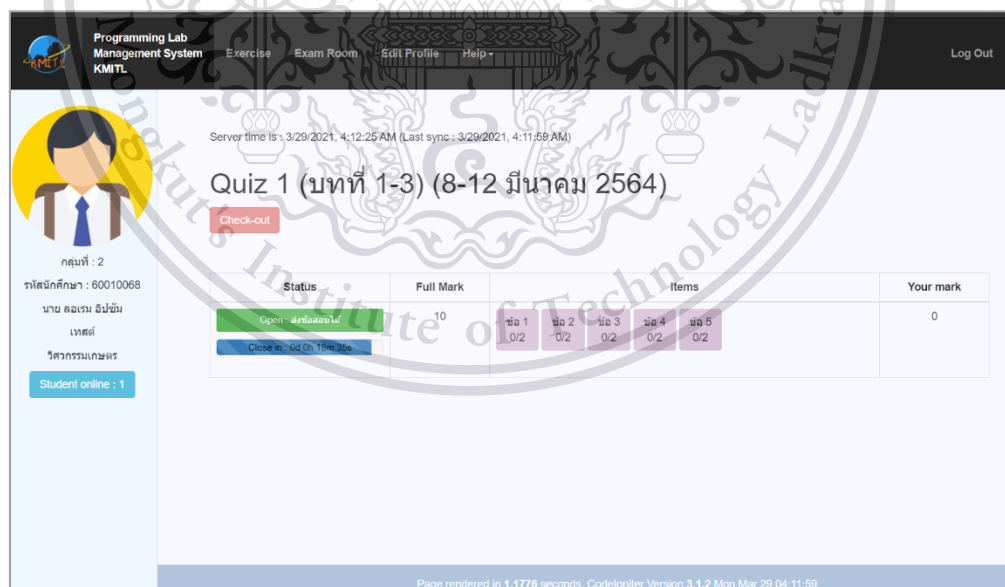 Programming Lab
Management System
KMITL
Exercise
Exam Room
Edit Profile
Help
Log Out
กลุ่มที่ : 2
รหัสนักศึกษา : 60010068
นาย ลอเรม อิปซัม
เทสต์
วิศวกรรมเกษตร
Student online : 1
Server time is : 3/29/2021, 4:12:25 AM (Last sync : 3/29/2021, 4:11:59 AM)
Quiz 1 (บทที่ 1-3) (8-12 มีนาคม 2564)
Check-out
Status Full Mark Items Your mark
Open : ส่งข้อสอบได้
Close in : 0d 0h 18m 35s
10
ข้อ 1 ข้อ 2 ข้อ 3 ข้อ 4 ข้อ 5
0/2 0/2 0/2 0/2 0/2
0
Page rendered in 1.1776 seconds. CodeIgniter Version 3.1.2 Mon Mar 29 04:11:59
KMITL
ongkut's Institute of Technology Ladkr